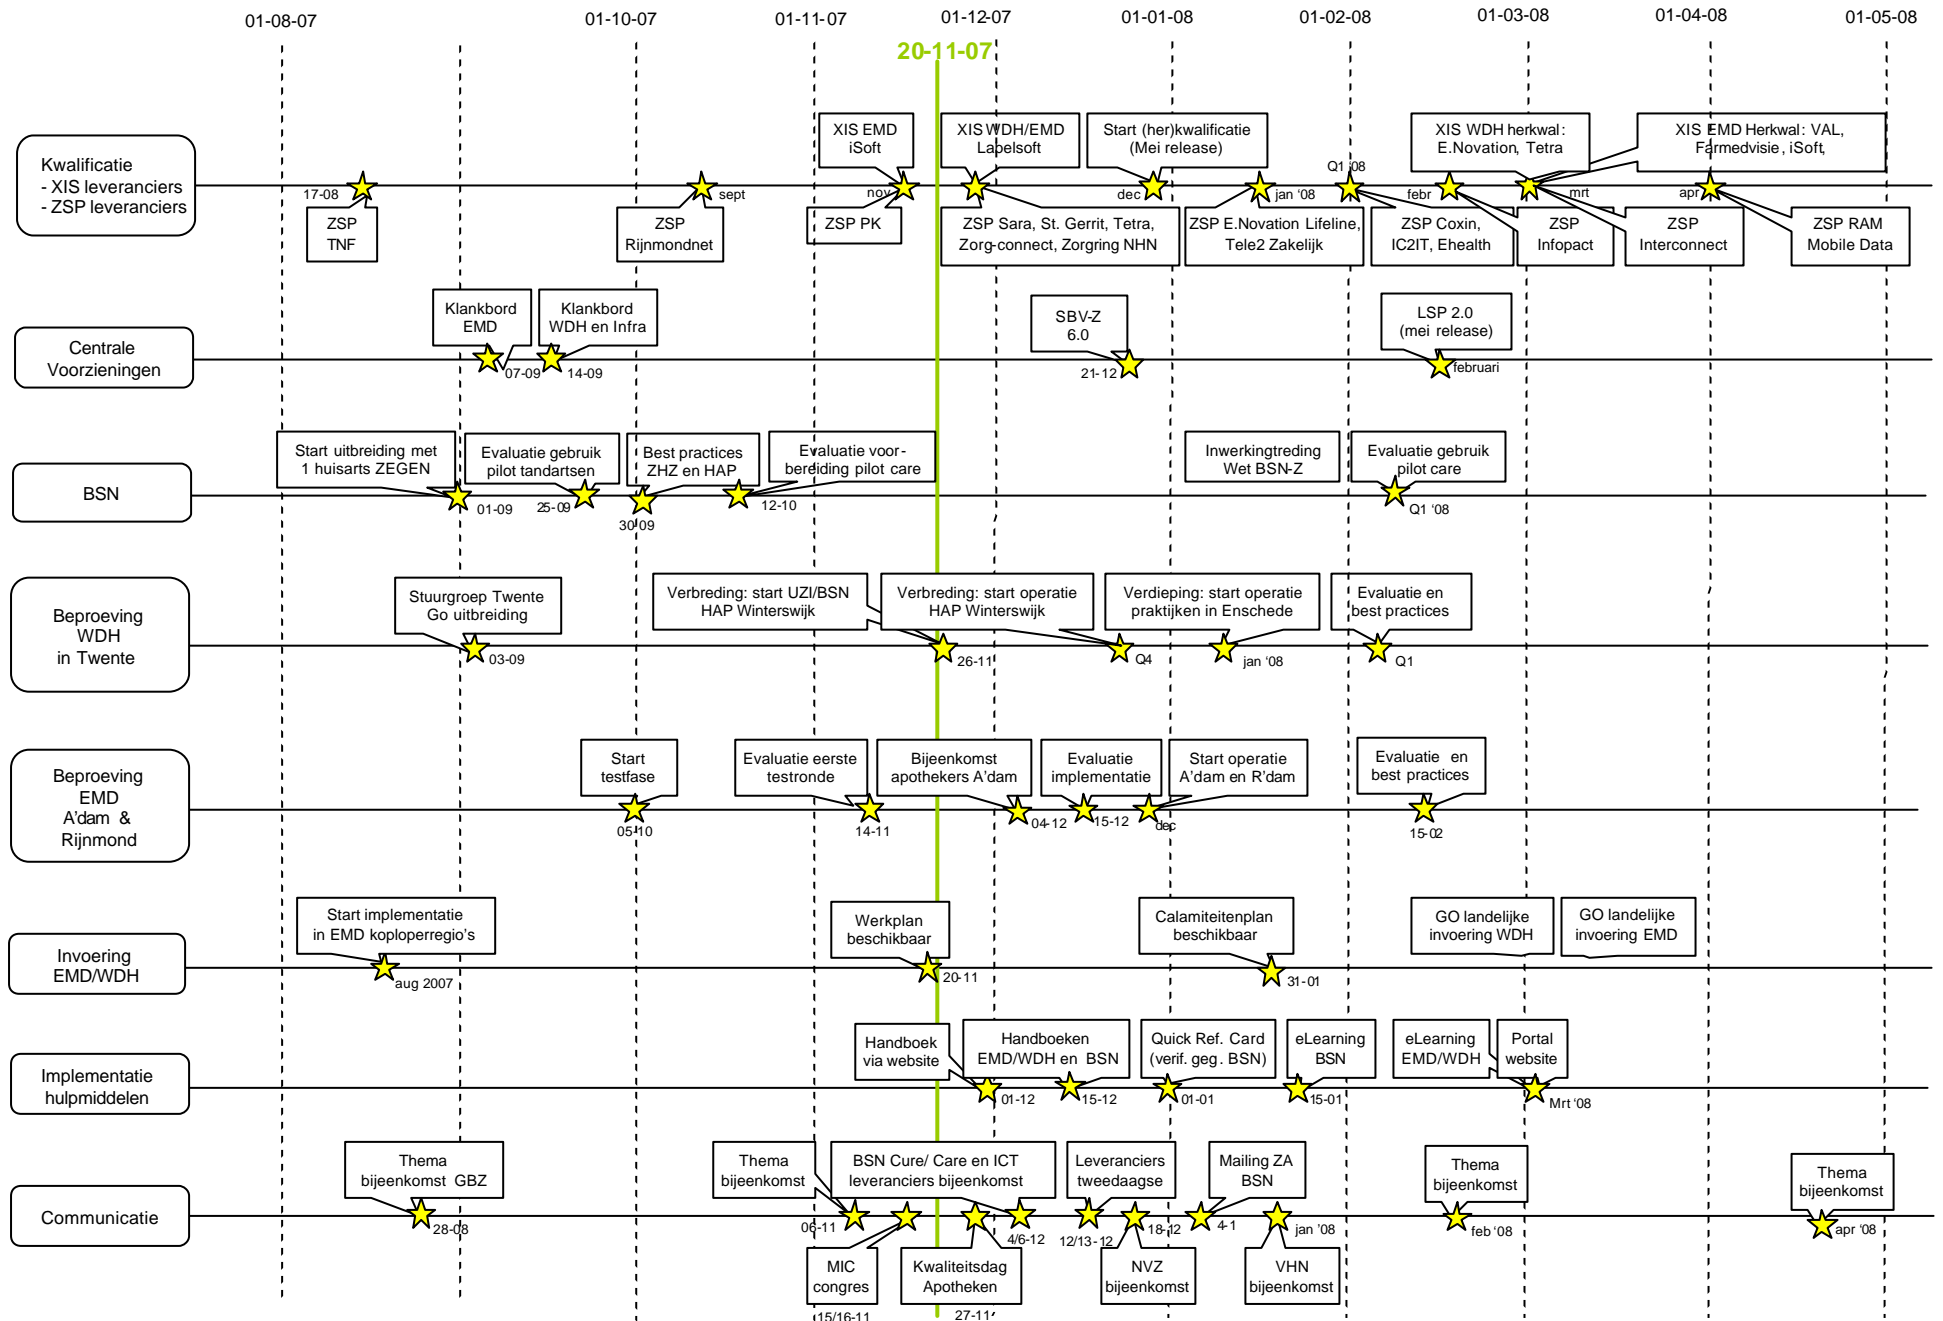 01-08-07
01-10-07
01-11-07
01-12-07
01-01-08
01-02-08
01-03-08
01-04-08
01-05-08
20-11-07
Kwalificatie
- XIS leveranciers
- ZSP leveranciers
XIS EMD
iSoft
XIS WDH/EMD
Labelsoft
Start (her)kwalificatie
(Mei release)
XIS WDH herkwal:
E.Novation, Tetra
XIS EMD Herkwal: VAL,
Farmedvisie, iSoft,
17-08
sept
nov
dec
jan '08
Q1 '08
febr
mrt
apr
ZSP
TNF
ZSP
Rijnmondnet
ZSP PK
ZSP Sara, St. Gerrit, Tetra,
Zorg-connect, Zorgring NHN
ZSP E.Novation Lifeline,
Tele2 Zakelijk
ZSP Coxin,
IC2IT, Ehealth
ZSP
Infopact
ZSP
Interconnect
ZSP RAM
Mobile Data
Centrale
Voorzieningen
Klankbord
EMD
Klankbord
WDH en Infra
SBV-Z
6.0
LSP 2.0
(mei release)
07-09
14-09
21-12
februari
BSN
Start uitbreiding met
1 huisarts ZEGEN
Evaluatie gebruik
pilot tandartsen
Best practices
ZHZ en HAP
Evaluatie voor-
bereiding pilot care
Inwerkingtreding
Wet BSN-Z
Evaluatie gebruik
pilot care
01-09
25-09
30-09
12-10
Q1 '08
Beproeving
WDH
in Twente
Stuurgroep Twente
Go uitbreiding
Verbreding: start UZI/BSN
HAP Winterswijk
Verbreding: start operatie
HAP Winterswijk
Verdieping: start operatie
praktijken in Enschede
Evaluatie en
best practices
03-09
26-11
Q4
jan '08
Q1
Beproeving
EMD
A'dam &
Rijnmond
Start
testfase
Evaluatie eerste
testronde
Bijeenkomst
apothekers A'dam
Evaluatie
implementatie
Start operatie
A'dam en R'dam
Evaluatie en
best practices
05-10
14-11
04-12
15-12
dec
15-02
Invoering
EMD/WDH
Start implementatie
in EMD koploperregio's
Werkplan
beschikbaar
Calamiteitenplan
beschikbaar
GO landelijke
invoering WDH
GO landelijke
invoering EMD
aug 2007
20-11
31-01
Implementatie
hulpmiddelen
Handboek
via website
Handboeken
EMD/WDH en BSN
Quick Ref. Card
(verif. geg. BSN)
eLearning
BSN
eLearning
EMD/WDH
Portal
website
01-12
15-12
01-01
15-01
Mrt '08
Communicatie
Thema
bijeenkomst GBZ
Thema
bijeenkomst
BSN Cure/ Care en ICT
leveranciers bijeenkomst
Leveranciers
tweedaagse
Mailing ZA
BSN
Thema
bijeenkomst
Thema
bijeenkomst
28-08
06-11
4/6-12
12/13-12
18-12
4-1
jan '08
feb '08
apr '08
MIC
congres
Kwaliteitsdag
Apotheken
NVZ
bijeenkomst
VHN
bijeenkomst
15/16-11
27-11